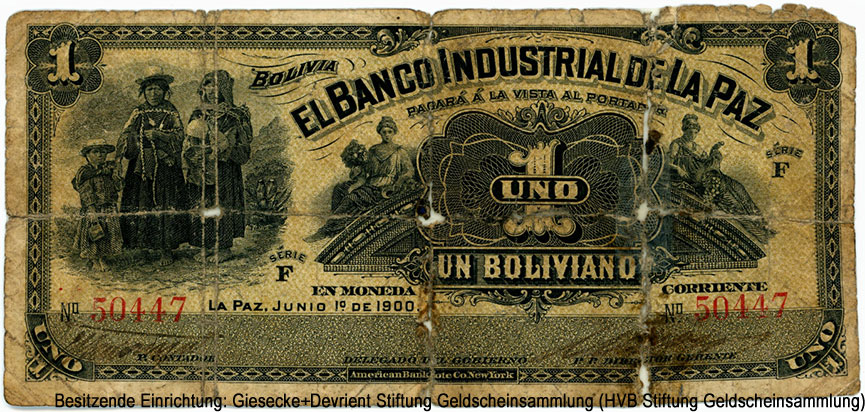 1
1
BOLIVIA
EL BANCO INDUSTRIAL DE LA PAZ
PAGARÁ Á LA VISTA AL PORTADOR
SERIE
F
1
UNO
SERIE
F
UN BOLIVIANO
EN MONEDA
CORRIENTE
No 50447
LA PAZ, JUNIO 1º DE 1900.
No 50447
UNO
UNO
P. CONTADOR
DELEGADO DEL GOBIERNO
P. P. DIRECTOR GERENTE
American Bank Note Co. New York
Besitzende Einrichtung: Giesecke+Devrient Stiftung Geldscheinsammlung (HVB Stiftung Geldscheinsammlung)